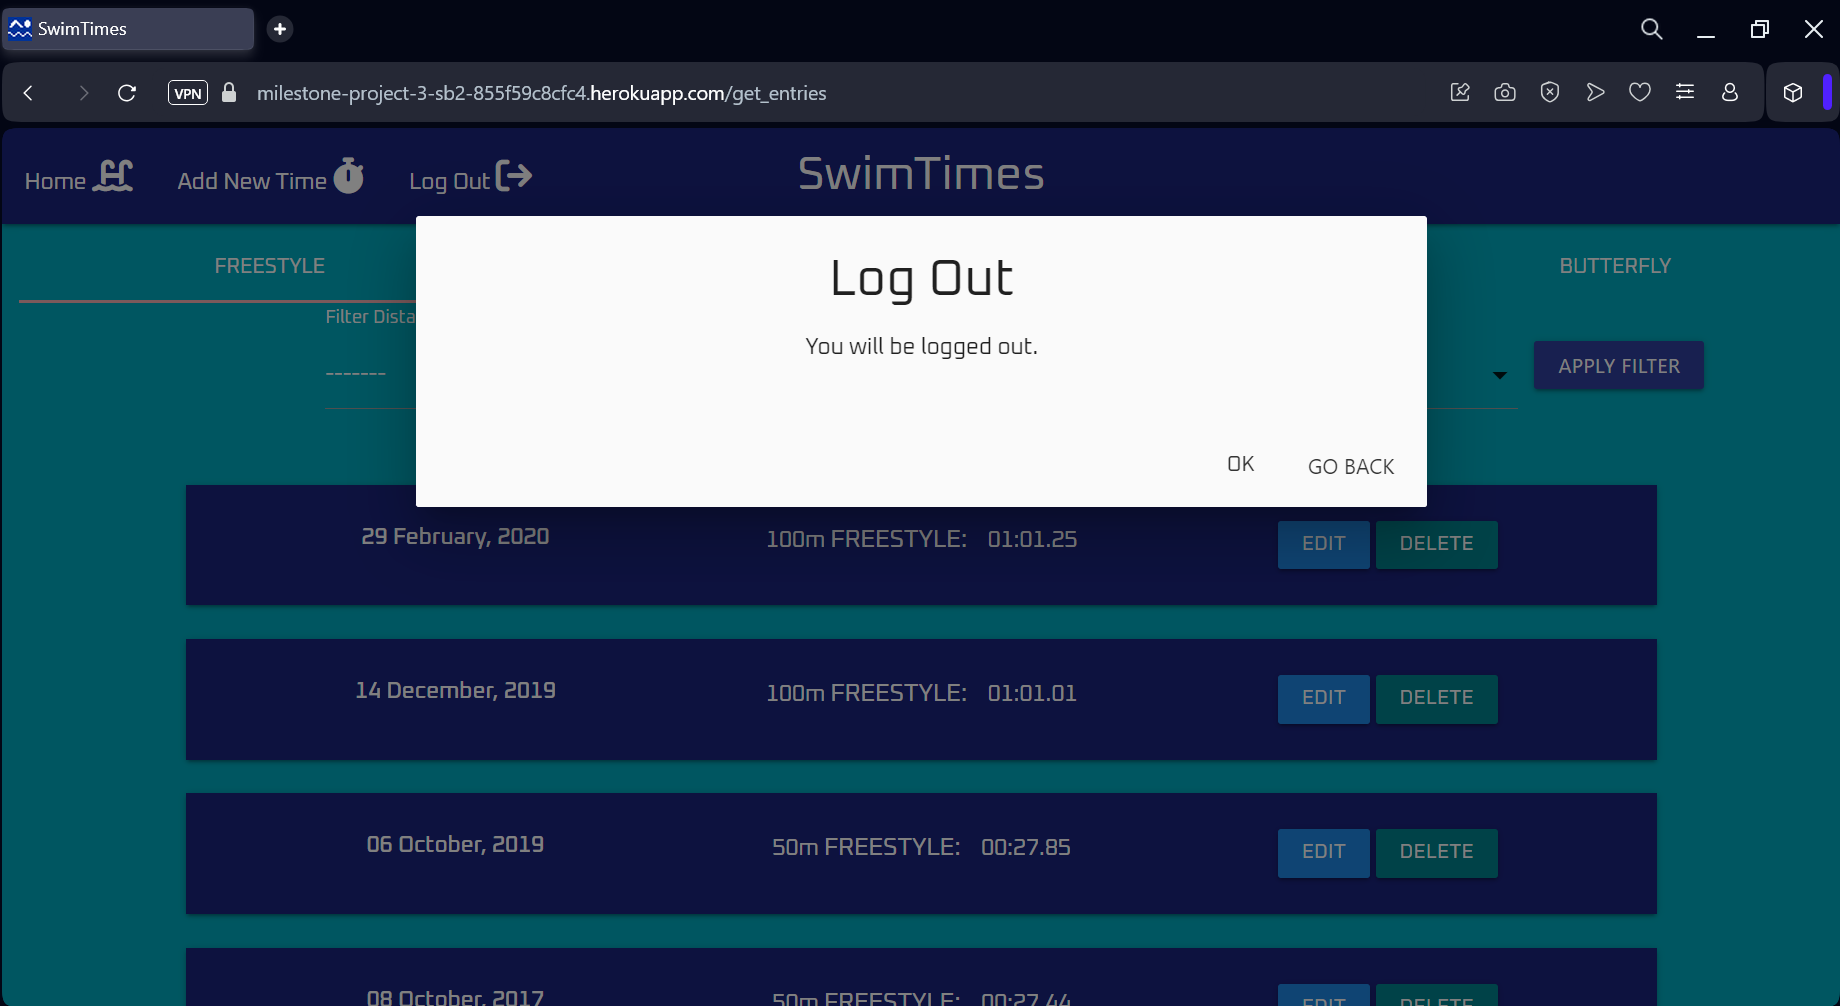 SwimTimes
VPN milestone-project-3-sb2-855f59c8cfc4.herokuapp.com/get_entries
Home Add New Time Log Out SwimTimes
FREESTYLE BUTTERFLY
Filter Dista
-------
APPLY FILTER
Log Out
You will be logged out.
OK GO BACK
29 February, 2020 100m FREESTYLE: 01:01.25 EDIT DELETE
14 December, 2019 100m FREESTYLE: 01:01.01 EDIT DELETE
06 October, 2019 50m FREESTYLE: 00:27.85 EDIT DELETE
08 October, 2017 50m FREESTYLE: 00:27.44 EDIT DELETE